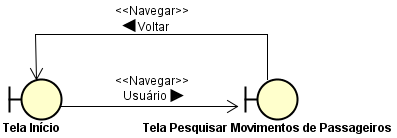 <<Navegar>>
◀ Voltar
<<Navegar>>
Usuário ▶
Tela Início
Tela Pesquisar Movimentos de Passageiros